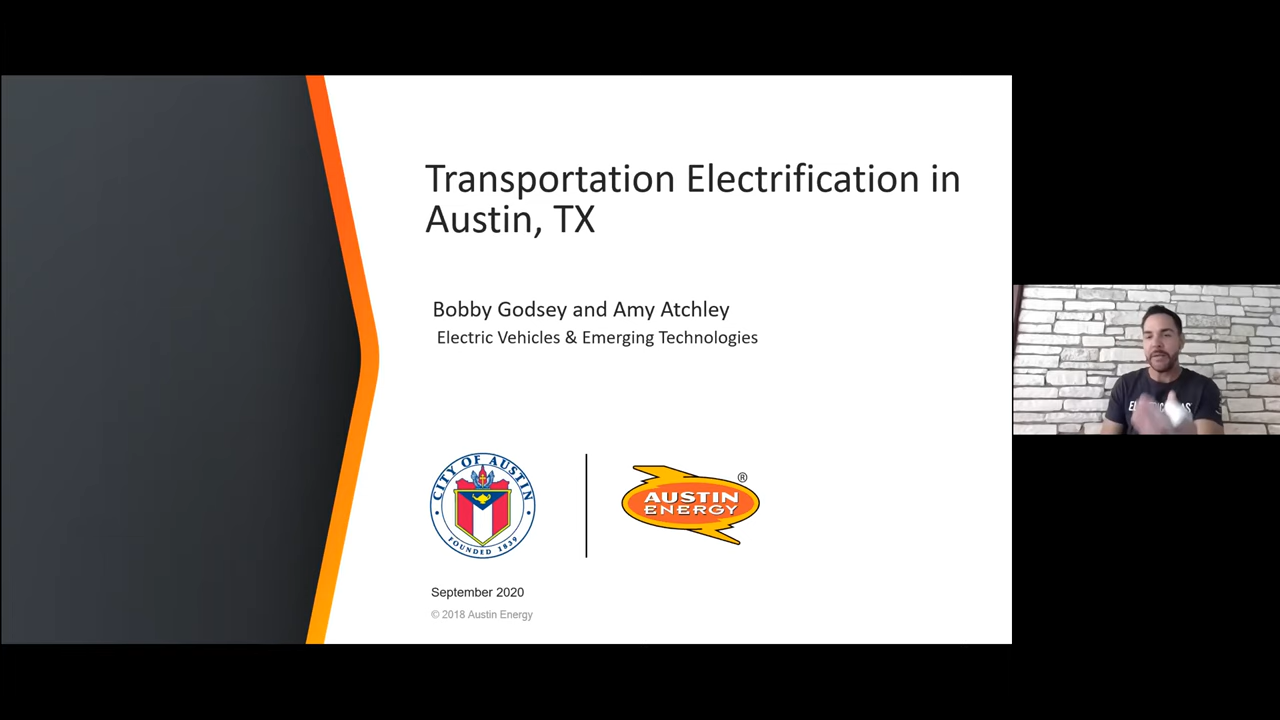 Transportation Electrification in
Austin, TX
Bobby Godsey and Amy Atchley
Electric Vehicles & Emerging Technologies
CITY OF AUSTIN
FOUNDED 1839
AUSTIN
ENERGY
®
September 2020
© 2018 Austin Energy